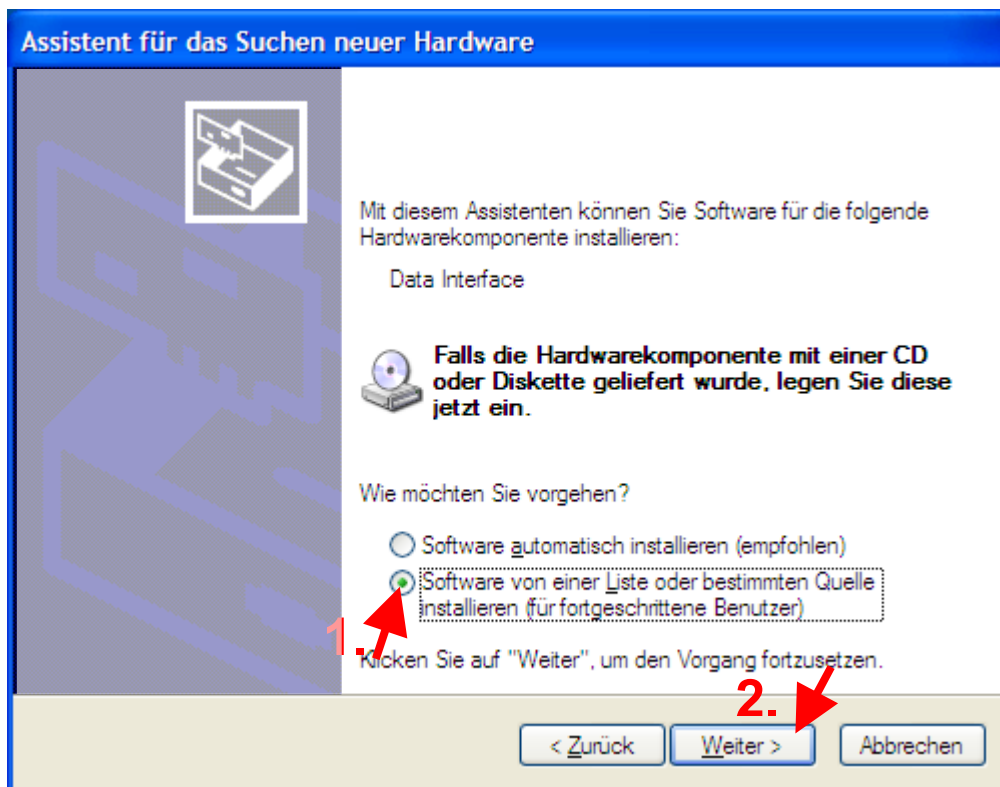 Assistent für das Suchen neuer Hardware
Mit diesem Assistenten können Sie Software für die folgende
Hardwarekomponente installieren:
Data Interface
Falls die Hardwarekomponente mit einer CD
oder Diskette geliefert wurde, legen Sie diese
jetzt ein.
Wie möchten Sie vorgehen?
Software automatisch installieren (empfohlen)
Software von einer Liste oder bestimmten Quelle
installieren (für fortgeschrittene Benutzer)
1.
Klicken Sie auf "Weiter", um den Vorgang fortzusetzen.
2.
< Zurück
Weiter >
Abbrechen